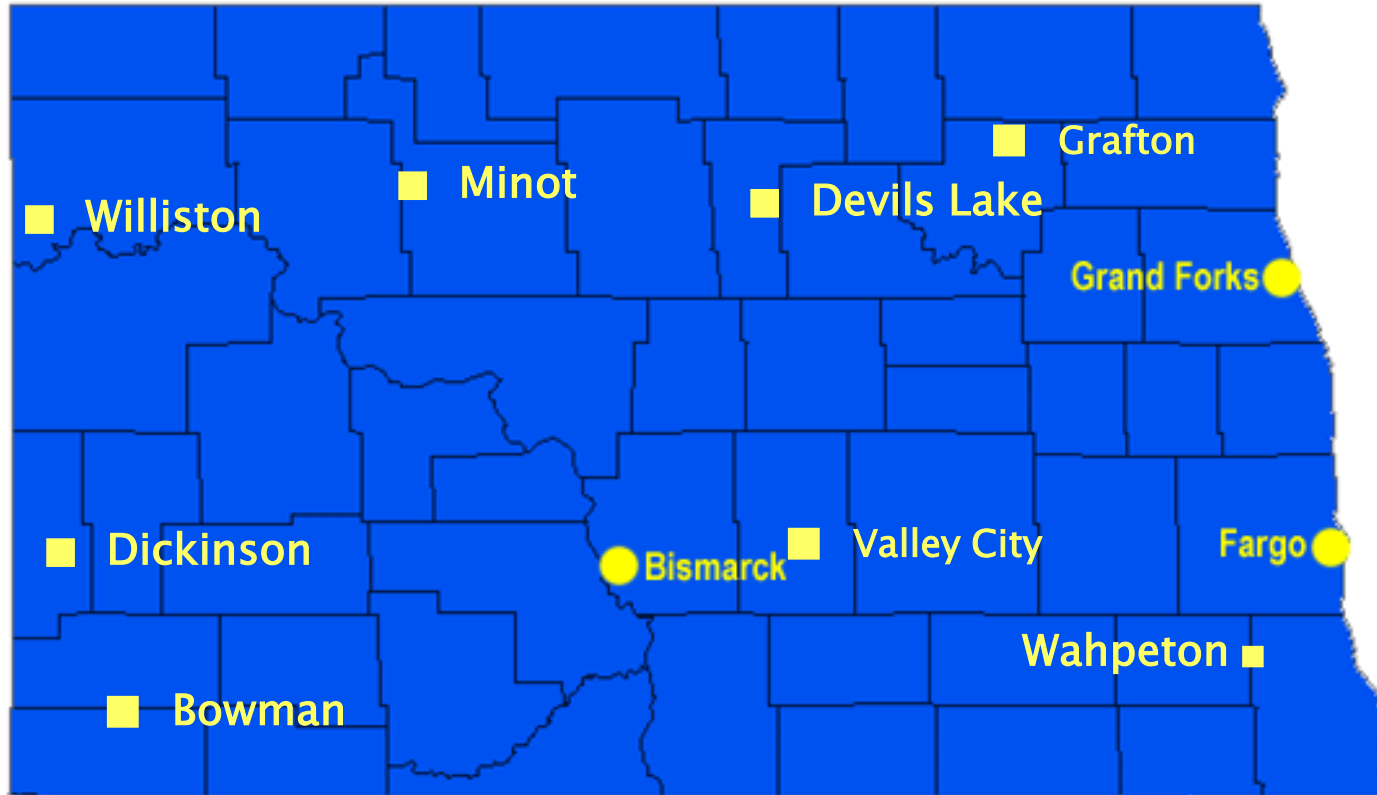 Grafton
Minot
Devils Lake
Williston
Grand Forks
Dickinson
Valley City
Fargo
Bismarck
Wahpeton
Bowman